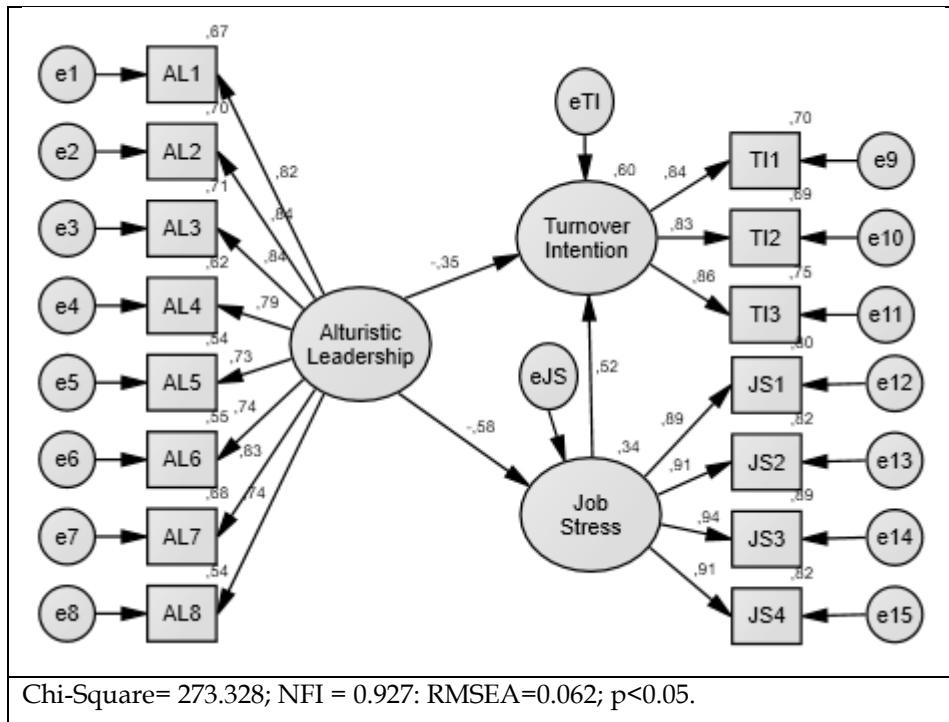 ,67
e1 AL1
,70
e2 AL2
,71
e3 AL3
,62
e4 AL4
,54
e5 AL5
,55
e6 AL6
,68
e7 AL7
,54
e8 AL8
,82
,84
,84
,79
,73
,74
,83
,74
Alturistic
Leadership
-,35
-,58
eTI
,60
Turnover
Intention
,52
eJS
,34
Job
Stress
,84
,83
,86
,70
TI1 e9
,69
TI2 e10
,75
TI3 e11
,89
,91
,94
,91
,80
JS1 e12
,82
JS2 e13
,89
JS3 e14
,82
JS4 e15
Chi-Square= 273.328; NFI = 0.927: RMSEA=0.062; p<0.05.